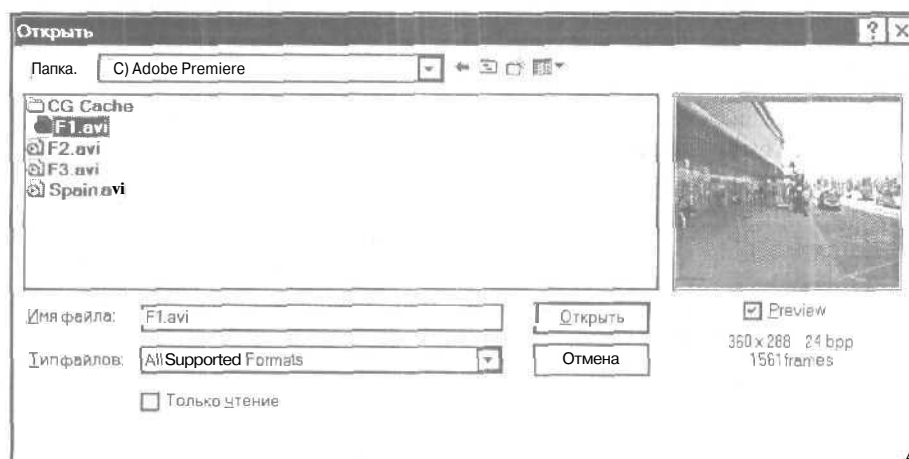 Открыть
Папка. C) Adobe Premiere
CG Cache
F1.avi
F2.avi
F3.avi
Spain avi
Имя файла: F1.avi Открыть
Тип файлов: All Supported Formats Отмена
Только чтение
Preview
360 x 288 24 bpp
1561 frames